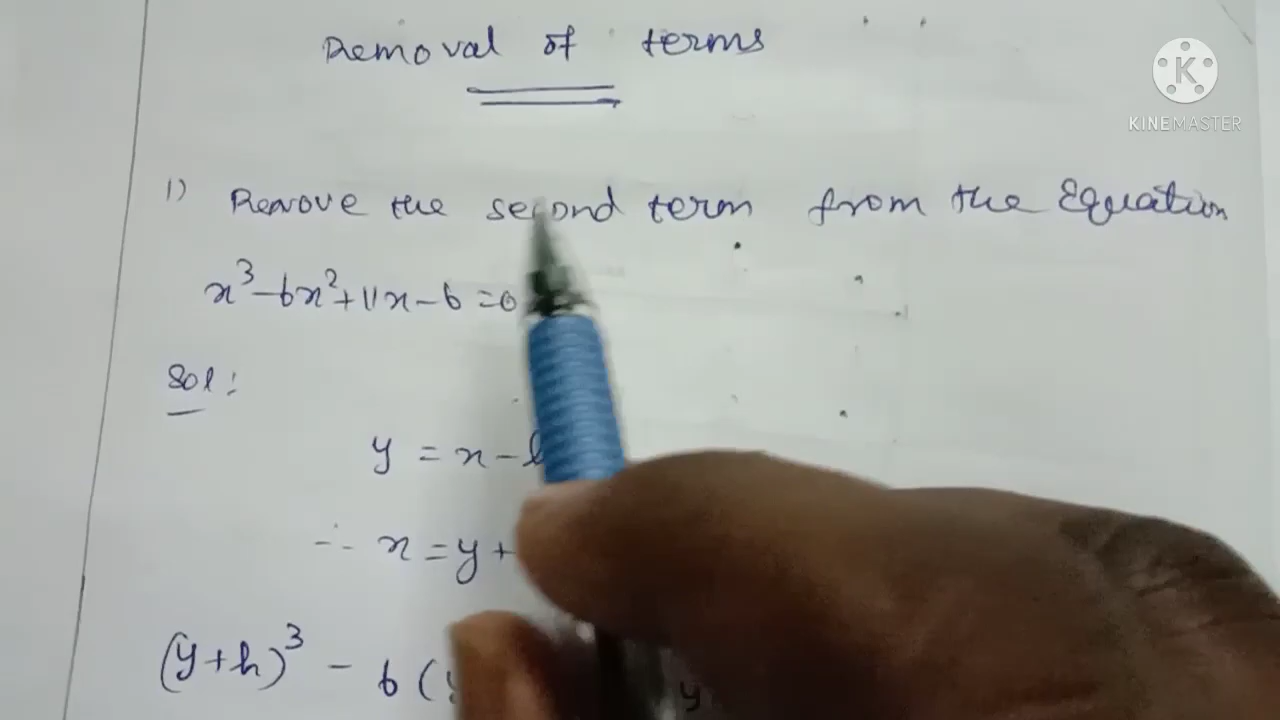 Removal of terms
K
KINEMASTER
1) Remove the second term from the Equation
x³-6x²+11x-6=0
Sol:
y = x -
∴ x = y +
(y+h)³ - 6(
y